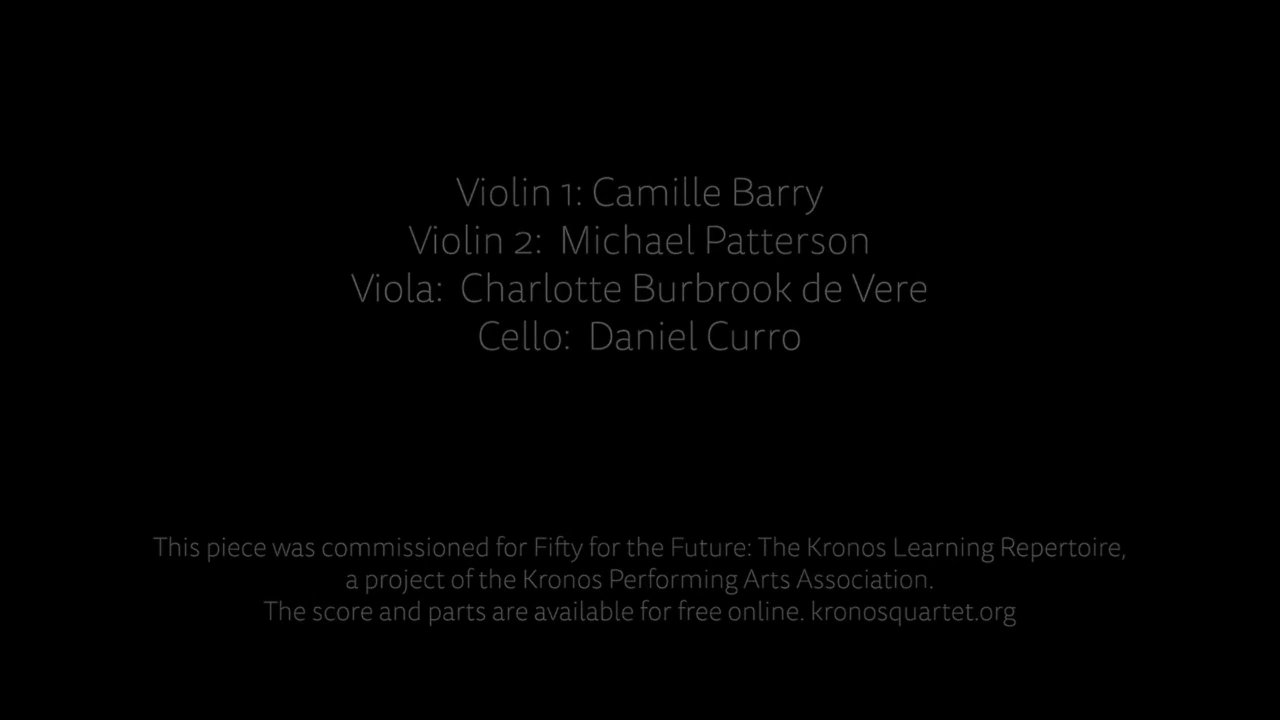 Violin 1: Camille Barry
Violin 2: Michael Patterson
Viola: Charlotte Burbrook de Vere
Cello: Daniel Curro
This piece was commissioned for Fifty for the Future: The Kronos Learning Repertoire,
a project of the Kronos Performing Arts Association.
The score and parts are available for free online. kronosquartet.org